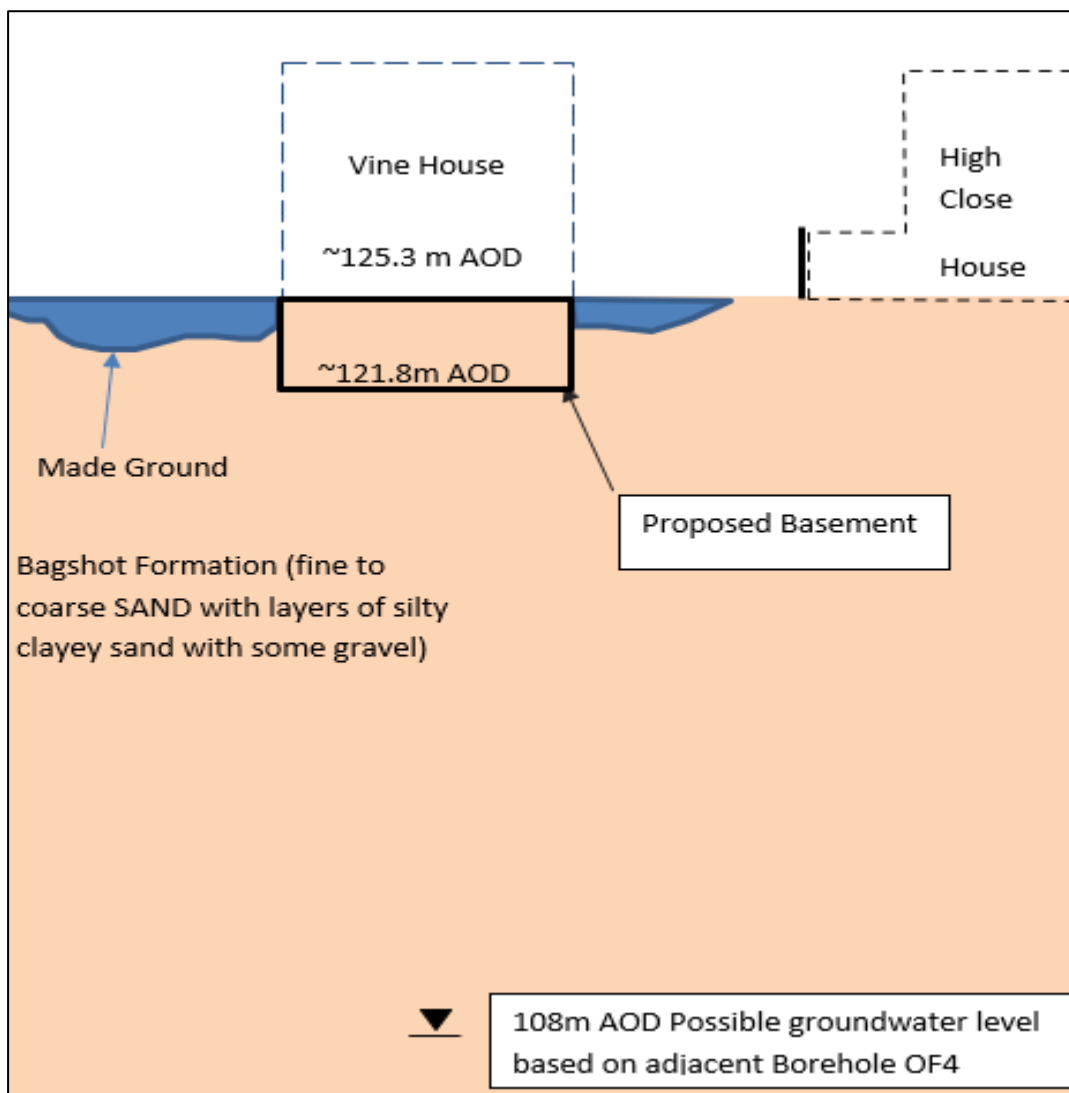 Vine House
~125.3 m AOD
High
Close
House
~121.8m AOD
Made Ground
Proposed Basement
Bagshot Formation (fine to
coarse SAND with layers of silty
clayey sand with some gravel)
108m AOD Possible groundwater level
based on adjacent Borehole OF4